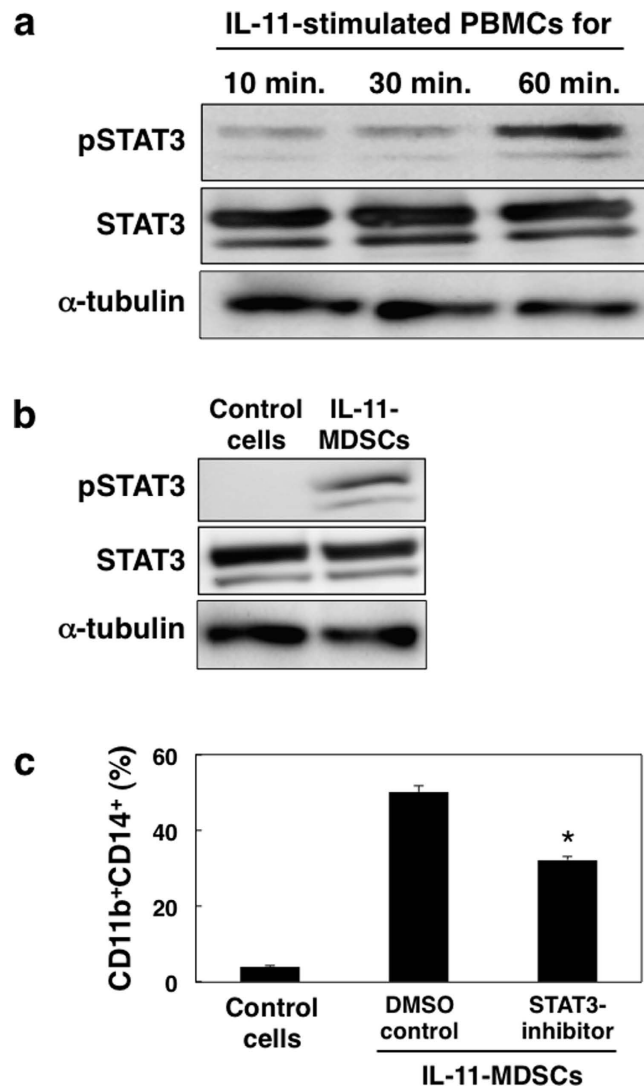 a
IL-11-stimulated PBMCs for
10 min. 30 min. 60 min.
pSTAT3
STAT3
α-tubulin
b
Control cells
IL-11-MDSCs
pSTAT3
STAT3
α-tubulin
c
CD11b⁺CD14⁺ (%)
60
40
20
0
*
Control
cells
DMSO
control
STAT3-
inhibitor
IL-11-MDSCs